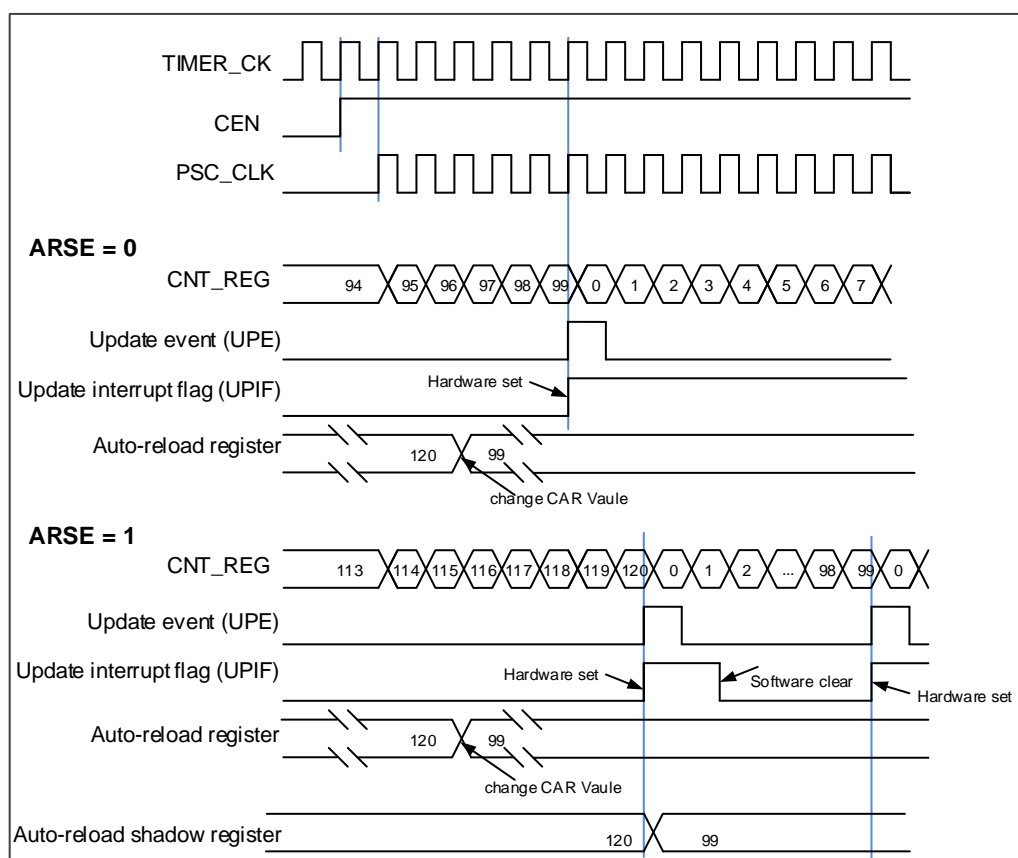 TIMER_CK
CEN
PSC_CLK
ARSE = 0
CNT_REG 94 95 96 97 98 99 0 1 2 3 4 5 6 7
Update event (UPE)
Update interrupt flag (UPIF) Hardware set
Auto-reload register 120 99
change CAR Vaule
ARSE = 1
CNT_REG 113 114 115 116 117 118 119 120 0 1 2 ... 98 99 0
Update event (UPE)
Update interrupt flag (UPIF) Hardware set Software clear Hardware set
Auto-reload register 120 99
change CAR Vaule
Auto-reload shadow register 120 99